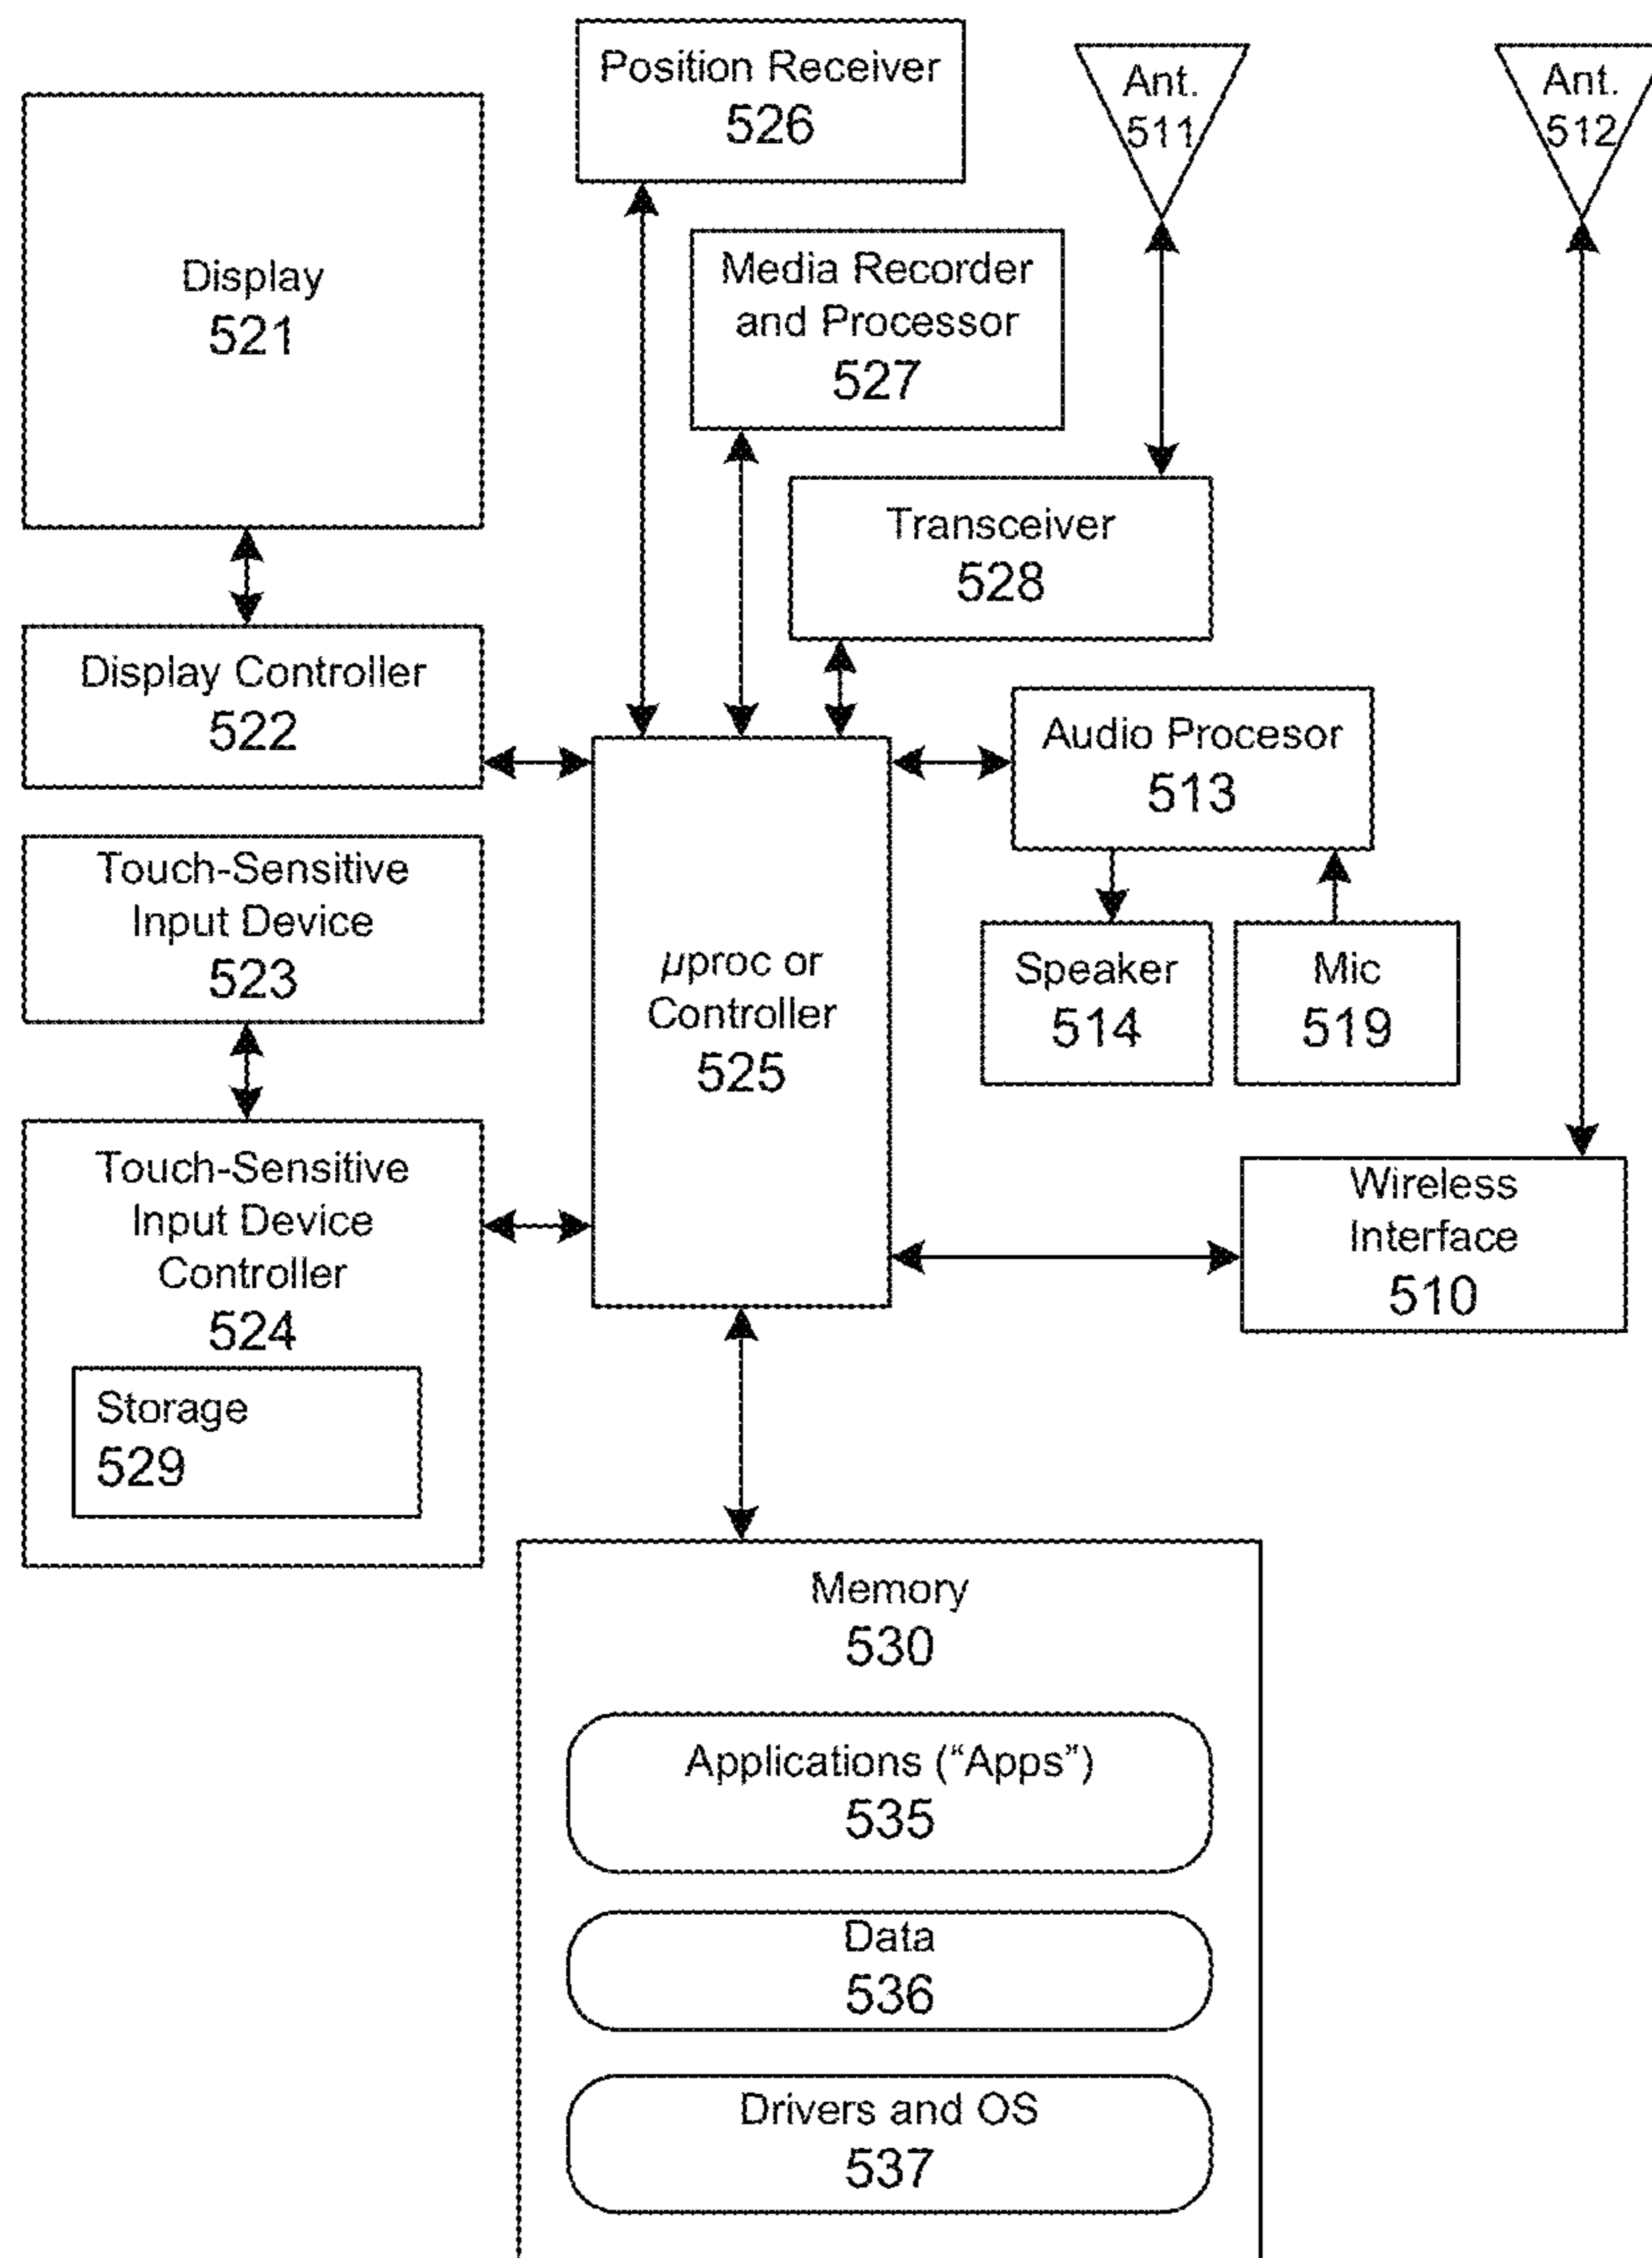 Position Receiver
526
Ant.
511
Ant.
512
Display
521
Media Recorder
and Processor
527
Transceiver
528
Display Controller
522
Audio Procesor
513
Touch-Sensitive
Input Device
523
µproc or
Controller
525
Speaker
514
Mic
519
Touch-Sensitive
Input Device
Controller
524
Storage
529
Wireless
Interface
510
Memory
530
Applications (“Apps”)
535
Data
536
Drivers and OS
537